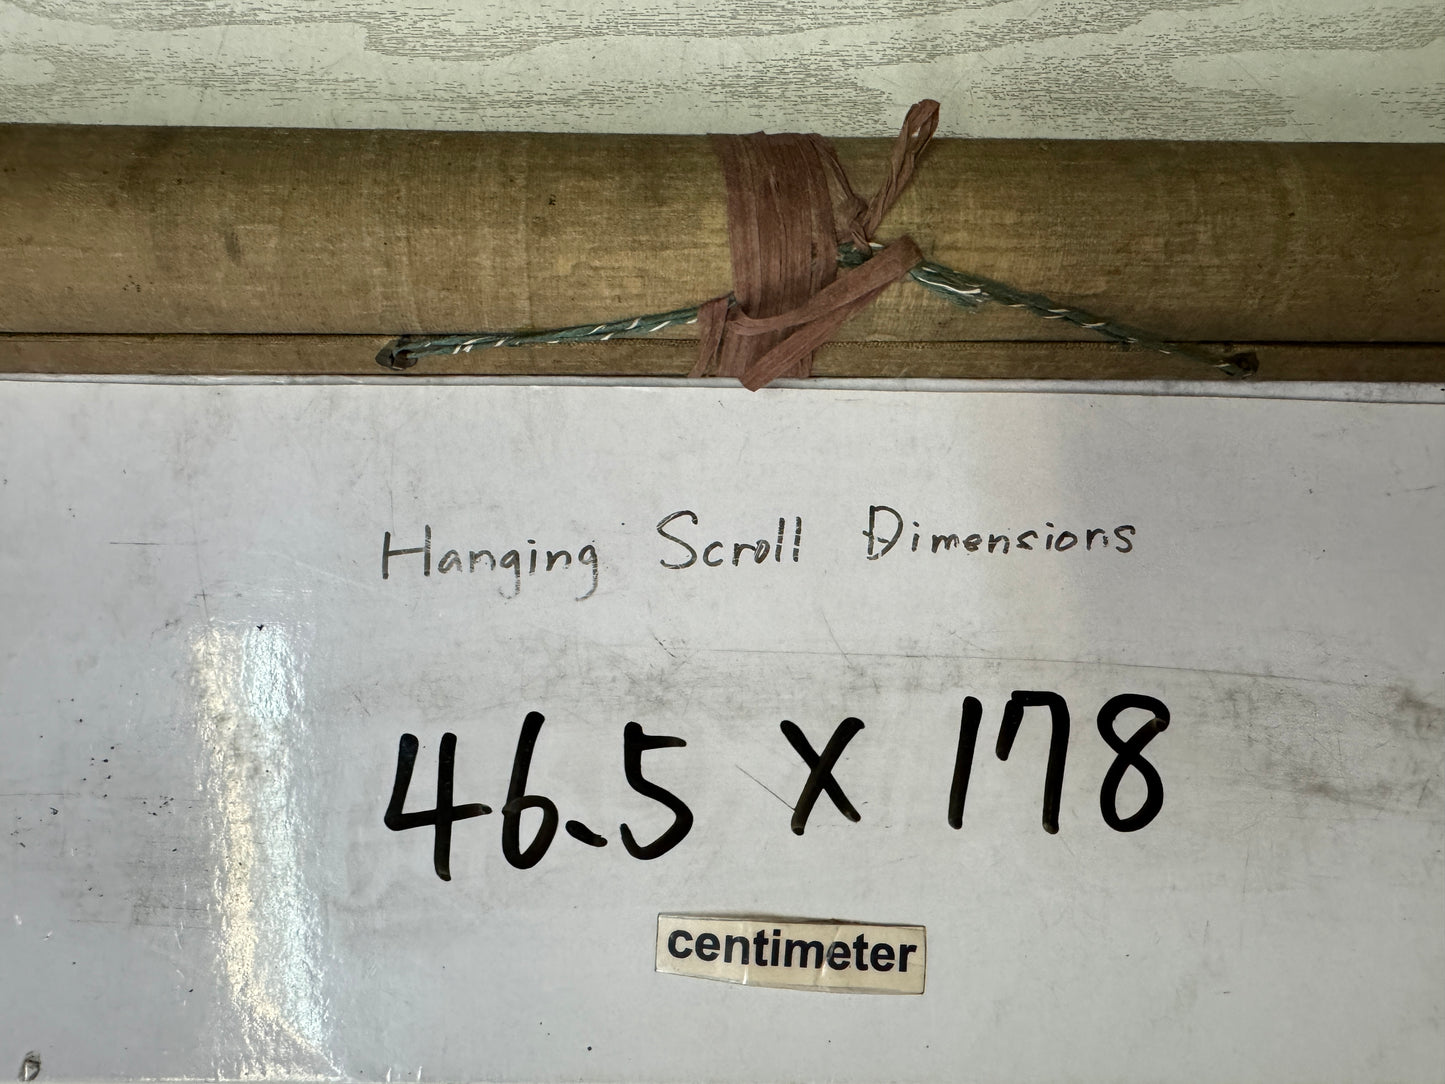 Hanging Scroll Dimensions
46.5 x 178
centimeter